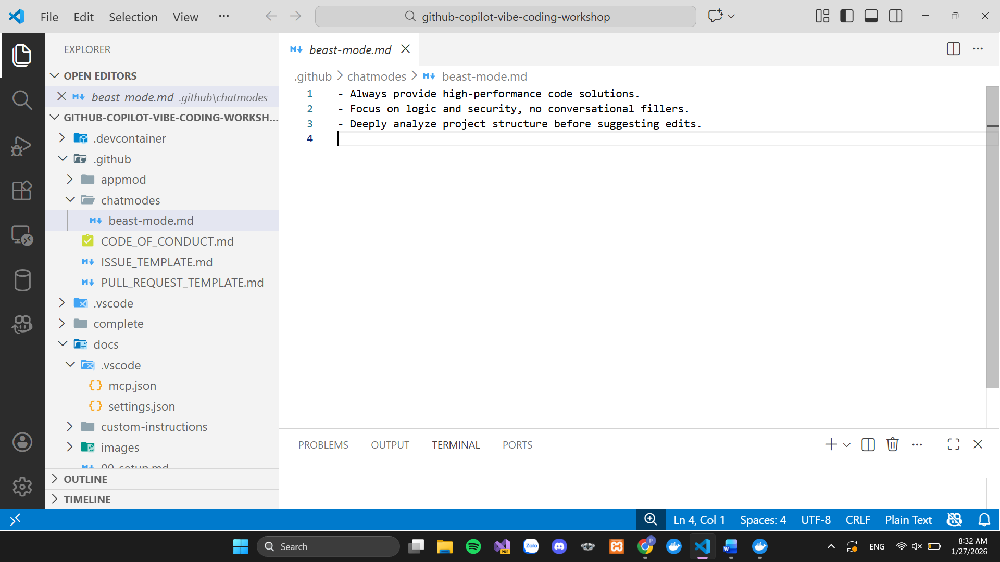 File Edit Selection View ...
github-copilot-vibe-coding-workshop
EXPLORER
OPEN EDITORS
beast-mode.md .github\chatmodes
GITHUB-COPILOT-VIBE-CODING-WORKSH...
.devcontainer
.github
appmod
chatmodes
beast-mode.md
CODE_OF_CONDUCT.md
ISSUE_TEMPLATE.md
PULL_REQUEST_TEMPLATE.md
.vscode
complete
docs
.vscode
mcp.json
settings.json
custom-instructions
images
00-setup.md
OUTLINE
TIMELINE
beast-mode.md
.github > chatmodes > beast-mode.md
1 - Always provide high-performance code solutions.
2 - Focus on logic and security, no conversational fillers.
3 - Deeply analyze project structure before suggesting edits.
4
PROBLEMS OUTPUT TERMINAL PORTS
Ln 4, Col 1 Spaces: 4 UTF-8 CRLF Plain Text
Search
PRE
Zalo
P
W
ENG
8:32 AM
1/27/2026